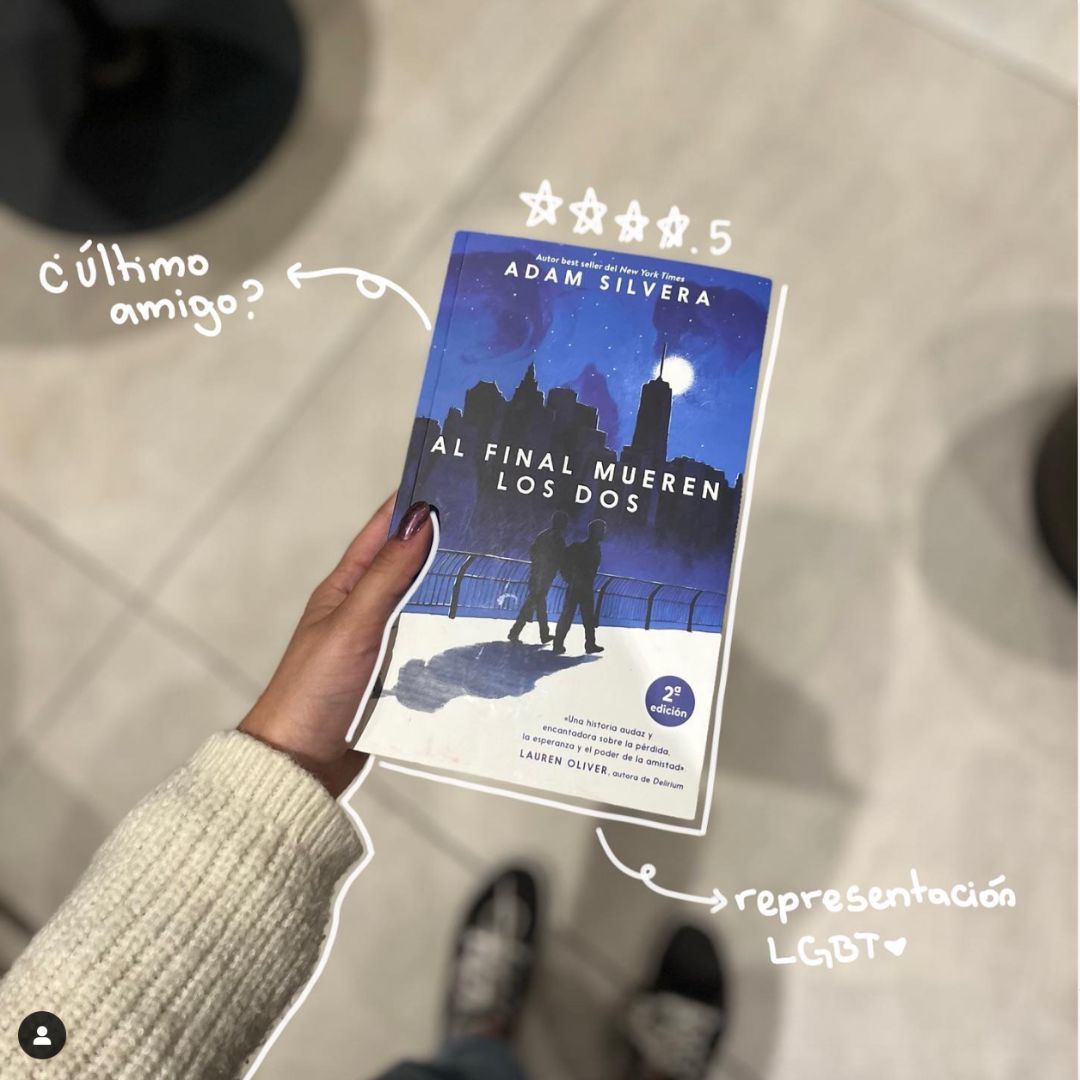 .5
¿Último
amigo?
Autor best seller del New York Times
ADAM SILVERA
AL FINAL MUEREN
LOS DOS
2ª
edición
«Una historia audaz y
encantadora sobre la pérdida,
la esperanza y el poder de la amistad»
LAUREN OLIVER, autora de Delirium
representación
LGBT